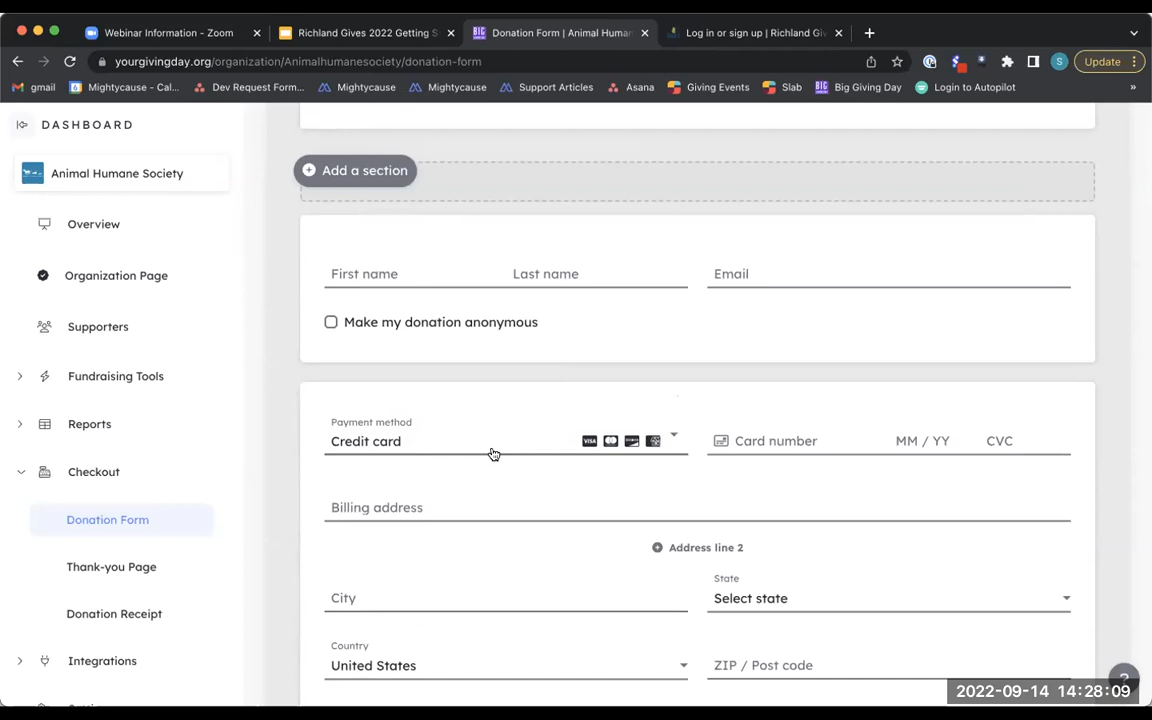 Webinar Information - Zoom
Richland Gives 2022 Getting S
Donation Form | Animal Human
Log in or sign up | Richland Giv
yourgivingday.org/organization/Animalhumanesociety/donation-form
S
Update
gmail
Mightycause - Cal...
Dev Request Form...
Mightycause
Mightycause
Support Articles
Asana
Giving Events
Slab
Big Giving Day
Login to Autopilot
»
DASHBOARD
Animal Humane Society
Overview
Organization Page
Supporters
Fundraising Tools
Reports
Checkout
Donation Form
Thank-you Page
Donation Receipt
Integrations
Add a section
First name
Last name
Email
Make my donation anonymous
Payment method
Credit card
VISA
Card number
MM / YY
CVC
Billing address
Address line 2
City
State
Select state
Country
United States
ZIP / Post code
?
2022-09-14 14:28:09